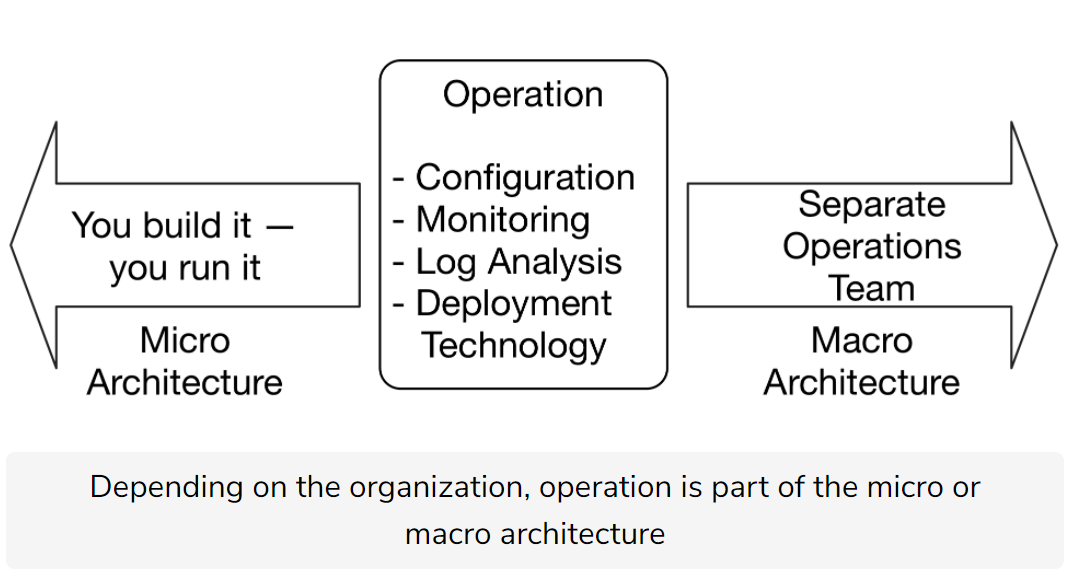 Operation
- Configuration
- Monitoring
- Log Analysis
- Deployment
Technology
You build it —
you run it
Micro
Architecture
Separate
Operations
Team
Macro
Architecture
Depending on the organization, operation is part of the micro or
macro architecture